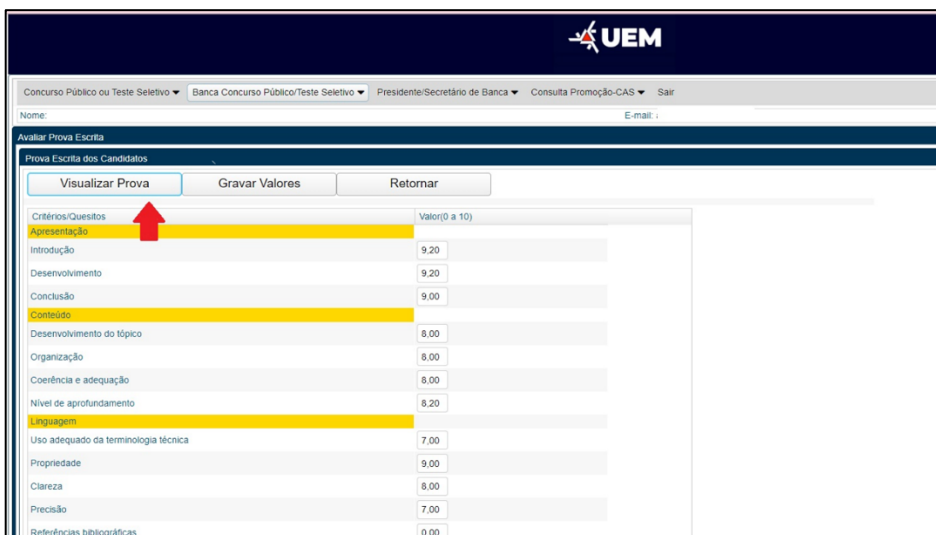 UEM
Concurso Público ou Teste Seletivo Banca Concurso Público/Teste Seletivo Presidente/Secretário de Banca Consulta Promoção-CAS Sair
Nome: E-mail:
Avaliar Prova Escrita
Prova Escrita dos Candidatos
Visualizar Prova Gravar Valores Retornar
Critérios/Quesitos Valor(0 a 10)
Apresentação
Introdução 9,20
Desenvolvimento 9,20
Conclusão 9,00
Conteúdo
Desenvolvimento do tópico 8,00
Organização 8,00
Coerência e adequação 8,00
Nível de aprofundamento 8,20
Linguagem
Uso adequado da terminologia técnica 7,00
Propriedade 9,00
Clareza 8,00
Precisão 7,00
Referências bibliográficas 0,00